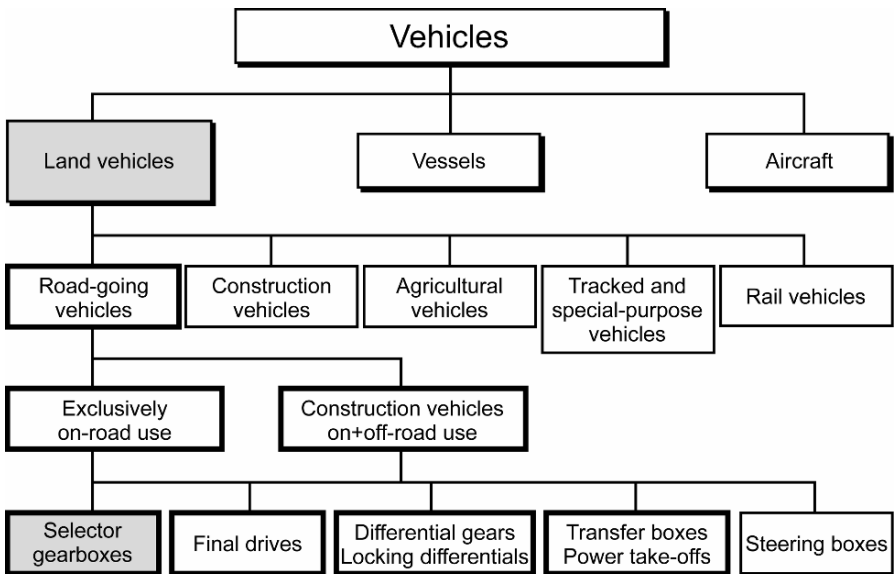 Vehicles
Land vehicles
Vessels
Aircraft
Road-going
vehicles
Construction
vehicles
Agricultural
vehicles
Tracked and
special-purpose
vehicles
Rail vehicles
Exclusively
on-road use
Construction vehicles
on+off-road use
Selector
gearboxes
Final drives
Differential gears
Locking differentials
Transfer boxes
Power take-offs
Steering boxes